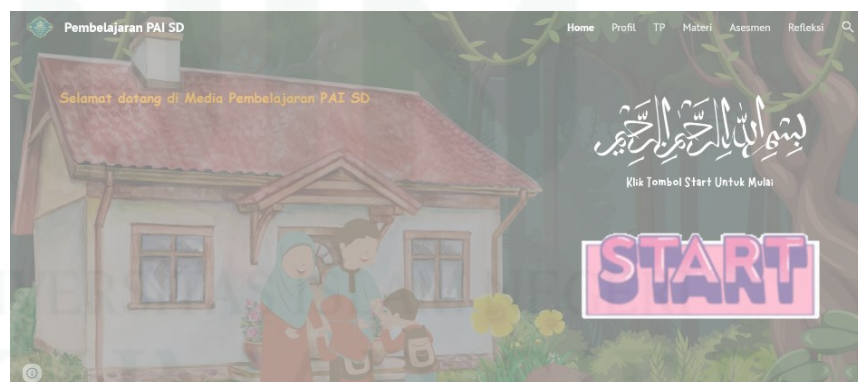 Pembelajaran PAI SD
Home Profil TP Materi Asesmen Refleksi
Selamat datang di Media Pembelajaran PAI SD
بِسْمِ اللهِ الرَّحْمٰنِ الرَّحِيْمِ
Klik Tombol Start Untuk Mulai
START